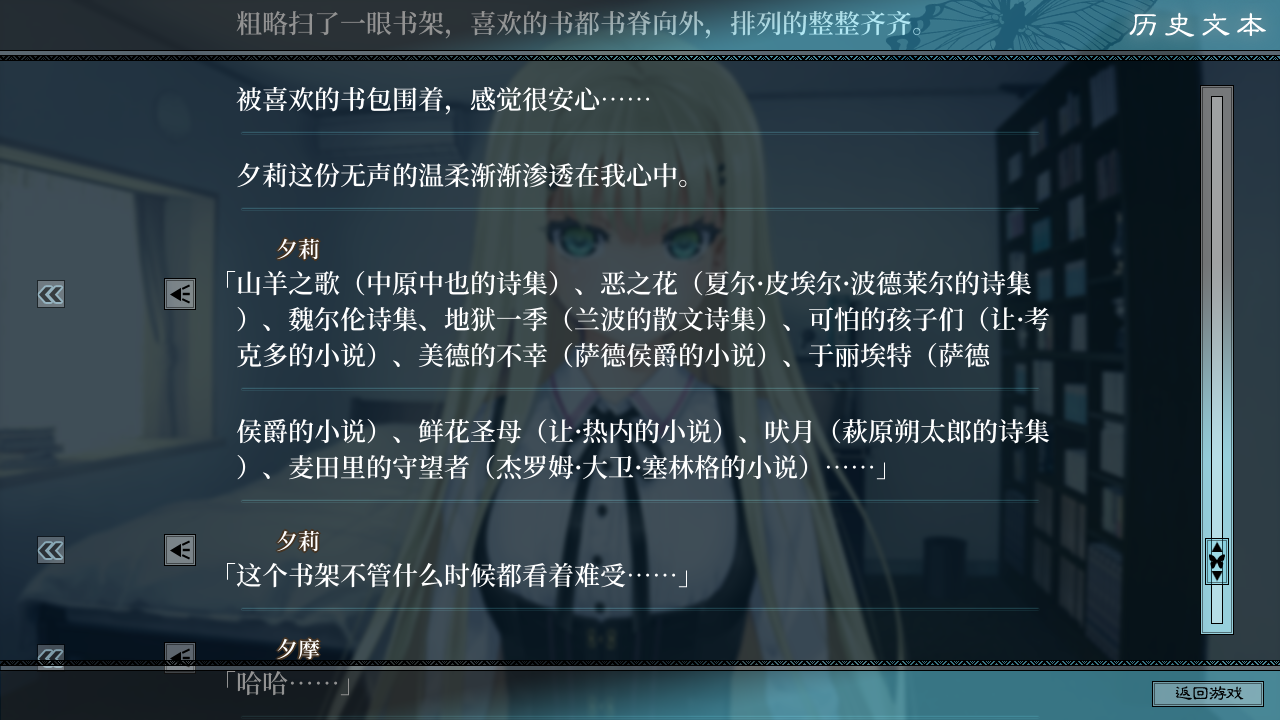 粗略扫了一眼书架，喜欢的书都书脊向外，排列的整整齐齐。
历史文本
被喜欢的书包围着，感觉很安心……
夕莉这份无声的温柔渐渐渗透在我心中。
夕莉
「山羊之歌（中原中也的诗集）、恶之花（夏尔·皮埃尔·波德莱尔的诗集
）、魏尔伦诗集、地狱一季（兰波的散文诗集）、可怕的孩子们（让·考
克多的小说）、美德的不幸（萨德侯爵的小说）、于丽埃特（萨德
侯爵的小说）、鲜花圣母（让·热内的小说）、吠月（萩原朔太郎的诗集
）、麦田里的守望者（杰罗姆·大卫·塞林格的小说）……」
夕莉
「这个书架不管什么时候都看着难受……」
夕摩
「哈哈……」
返回游戏